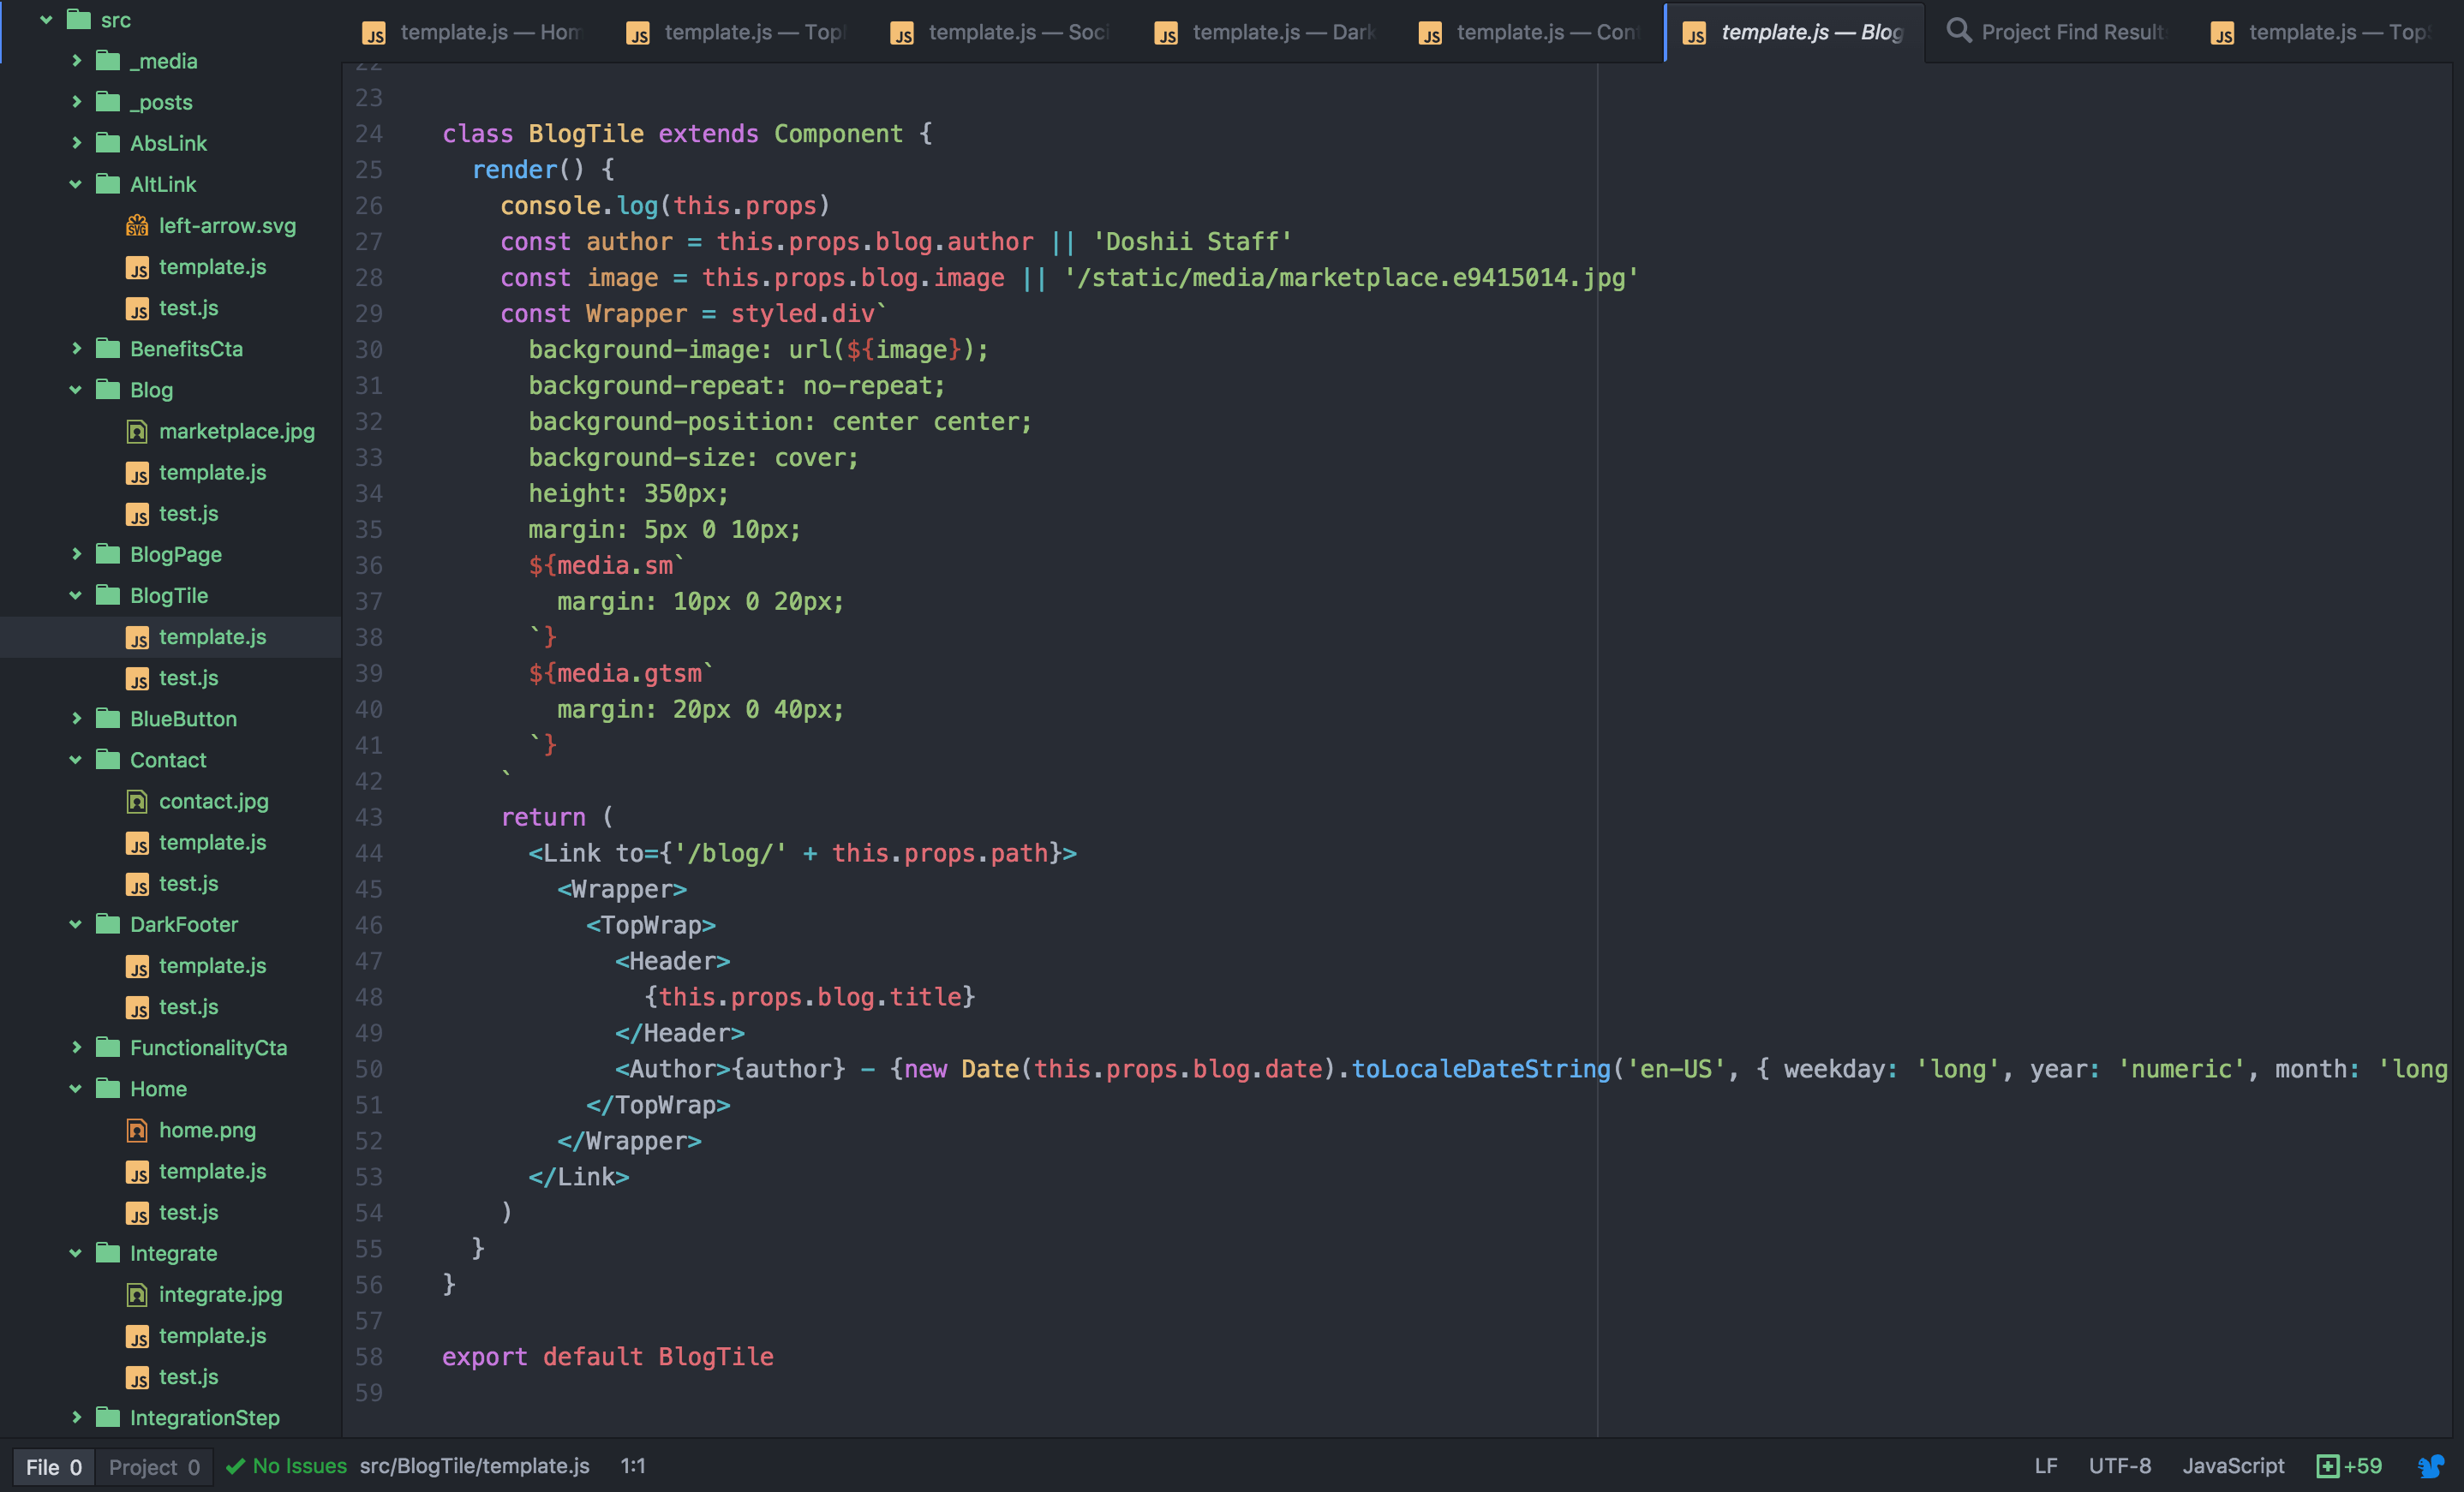 src
_media
_posts
AbsLink
AltLink
left-arrow.svg
template.js
test.js
BenefitsCta
Blog
marketplace.jpg
template.js
test.js
BlogPage
BlogTile
template.js
test.js
BlueButton
Contact
contact.jpg
template.js
test.js
DarkFooter
template.js
test.js
FunctionalityCta
Home
home.png
template.js
test.js
Integrate
integrate.jpg
template.js
test.js
IntegrationStep
template.js — Hom
template.js — Top
template.js — Soci
template.js — Dark
template.js — Con
template.js — Blog
Project Find Result
template.js — Top
22
23
24 class BlogTile extends Component {
25 render() {
26 console.log(this.props)
27 const author = this.props.blog.author || 'Doshii Staff'
28 const image = this.props.blog.image || '/static/media/marketplace.e9415014.jpg'
29 const Wrapper = styled.div`
30 background-image: url(${image});
31 background-repeat: no-repeat;
32 background-position: center center;
33 background-size: cover;
34 height: 350px;
35 margin: 5px 0 10px;
36 ${media.sm`
37 margin: 10px 0 20px;
38 `}
39 ${media.gtsm`
40 margin: 20px 0 40px;
41 `}
42 `
43 return (
44 <Link to={'/blog/' + this.props.path}>
45 <Wrapper>
46 <TopWrap>
47 <Header>
48 {this.props.blog.title}
49 </Header>
50 <Author>{author} - {new Date(this.props.blog.date).toLocaleDateString('en-US', { weekday: 'long', year: 'numeric', month: 'long
51 </TopWrap>
52 </Wrapper>
53 </Link>
54 )
55 }
56 }
57
58 export default BlogTile
59
File 0 Project 0 No Issues src/BlogTile/template.js 1:1 LF UTF-8 JavaScript +59